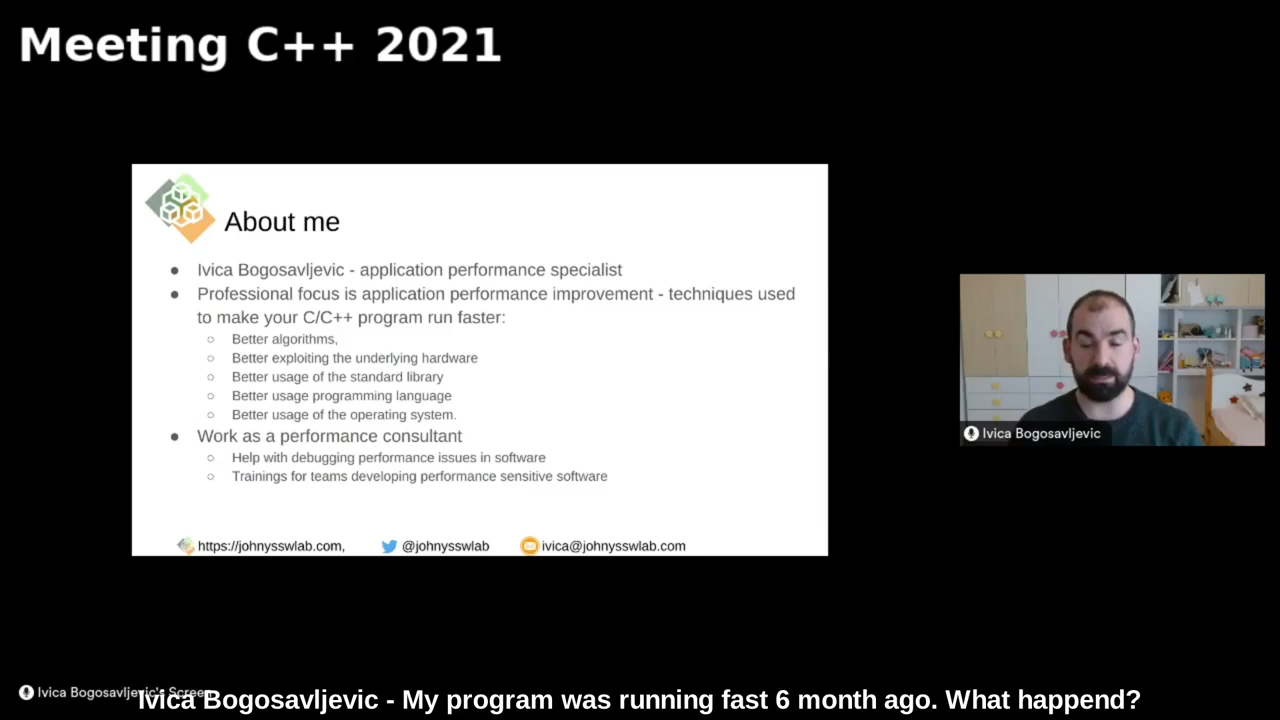 Meeting C++ 2021
About me
● Ivica Bogosavljevic - application performance specialist
● Professional focus is application performance improvement - techniques used
to make your C/C++ program run faster:
○ Better algorithms,
○ Better exploiting the underlying hardware
○ Better usage of the standard library
○ Better usage programming language
○ Better usage of the operating system.
● Work as a performance consultant
○ Help with debugging performance issues in software
○ Trainings for teams developing performance sensitive software
https://johnysswlab.com, @johnysswlab ivica@johnysswlab.com
Ivica Bogosavljevic
Ivica Bogosavljevic's Screen
Ivica Bogosavljevic - My program was running fast 6 month ago. What happend?